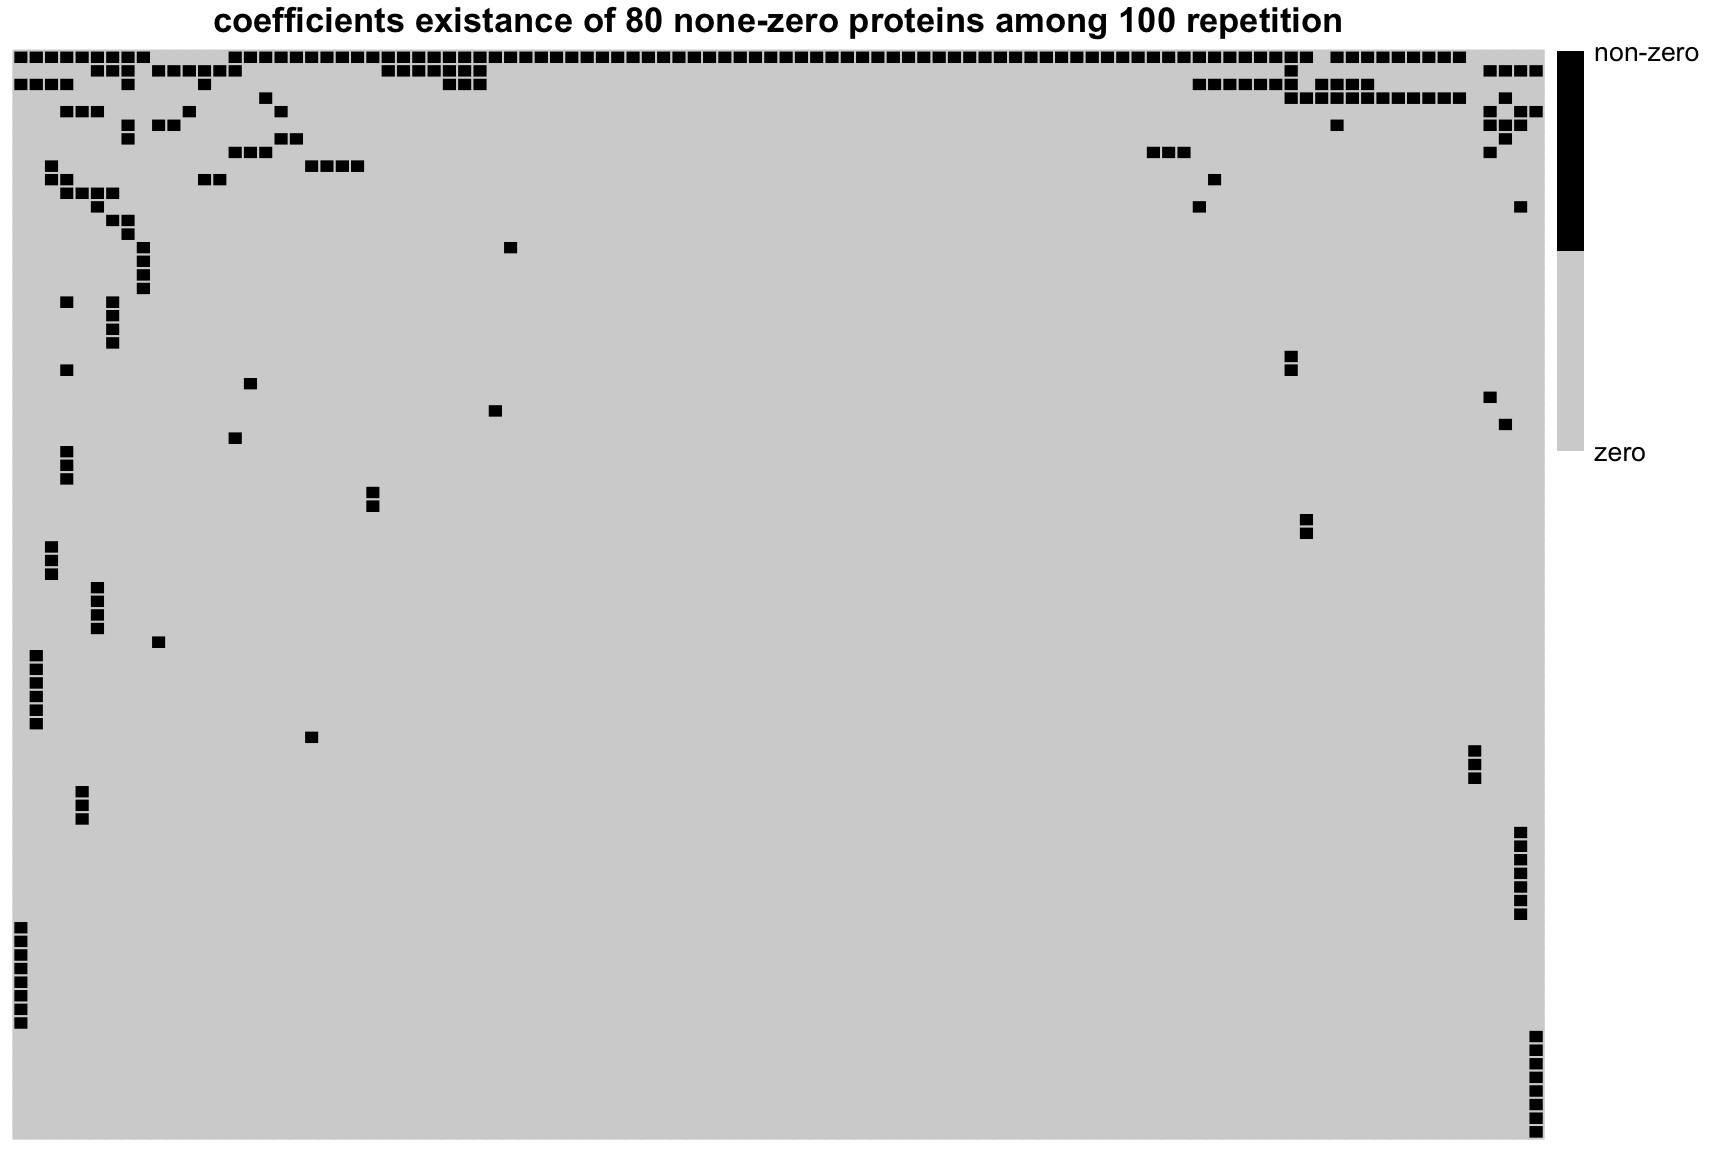 coefficients existance of 80 none-zero proteins among 100 repetition
non-zero
zero